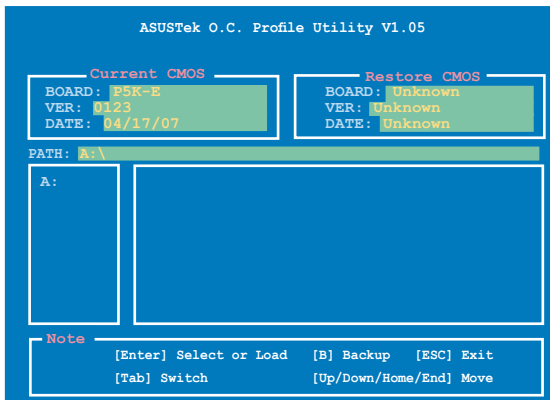 ASUSTek O.C. Profile Utility V1.05
Current CMOS
BOARD: P5K-E
VER: 0123
DATE: 04/17/07
Restore CMOS
BOARD: Unknown
VER: Unknown
DATE: Unknown
PATH: A:\
A:
Note
[Enter] Select or Load [B] Backup [ESC] Exit
[Tab] Switch [Up/Down/Home/End] Move